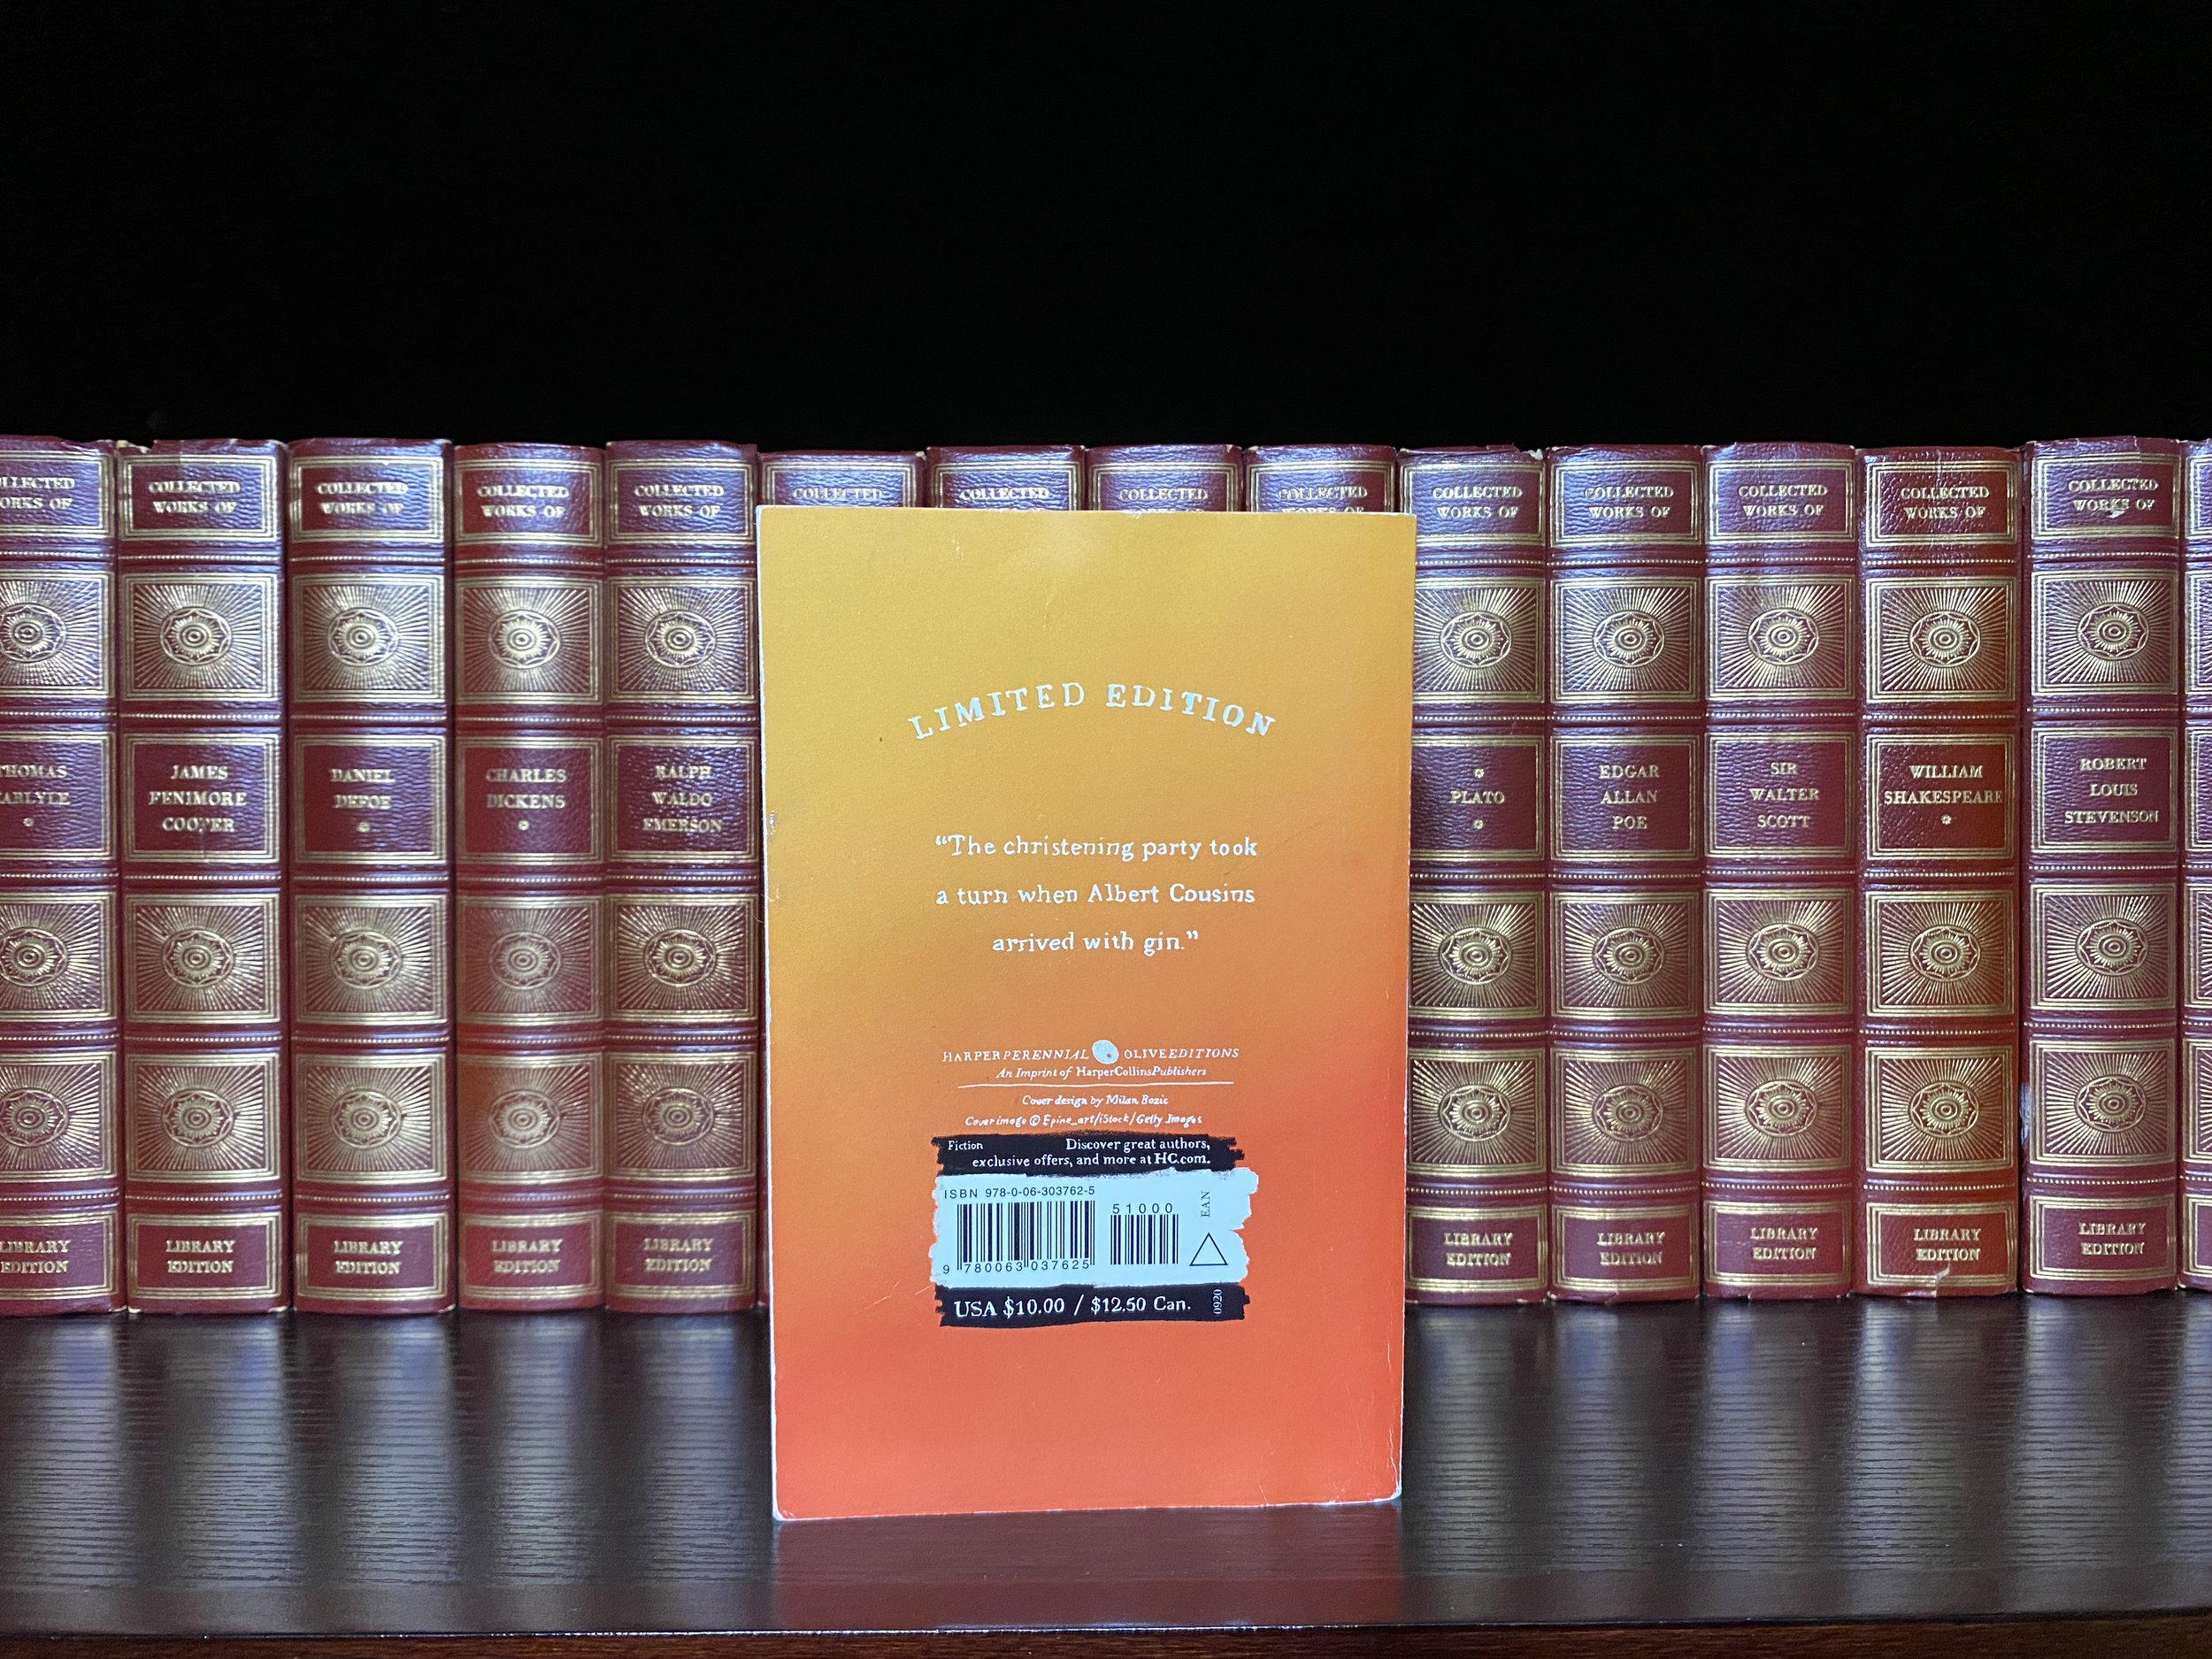 COLLECTED
WORKS OF
THOMAS
CARLYLE
LIBRARY
EDITION
COLLECTED
WORKS OF
JAMES
FENIMORE
COOPER
LIBRARY
EDITION
COLLECTED
WORKS OF
DANIEL
DEFOE
LIBRARY
EDITION
COLLECTED
WORKS OF
CHARLES
DICKENS
LIBRARY
EDITION
COLLECTED
WORKS OF
RALPH
WALDO
EMERSON
LIBRARY
EDITION
COLLECTED
COLLECTED
COLLECTED
COLLECTED
WORKS OF
LIMITED EDITION
“The christening party took
a turn when Albert Cousins
arrived with gin.”
HARPERPERENNIAL OLIVEEDITIONS
An Imprint of HarperCollinsPublishers
Cover design by Milan Bozic
Cover image © Epine_art/iStock/Getty Images
Fiction Discover great authors,
exclusive offers, and more at HC.com.
ISBN 978-0-06-303762-5
51000
EAN
9 780063 037625
USA $10.00 / $12.50 Can.
0920
COLLECTED
WORKS OF
PLATO
LIBRARY
EDITION
COLLECTED
WORKS OF
EDGAR
ALLAN
POE
LIBRARY
EDITION
COLLECTED
WORKS OF
SIR
WALTER
SCOTT
LIBRARY
EDITION
COLLECTED
WORKS OF
WILLIAM
SHAKESPEARE
LIBRARY
EDITION
COLLECTED
WORKS OF
ROBERT
LOUIS
STEVENSON
LIBRARY
EDITION